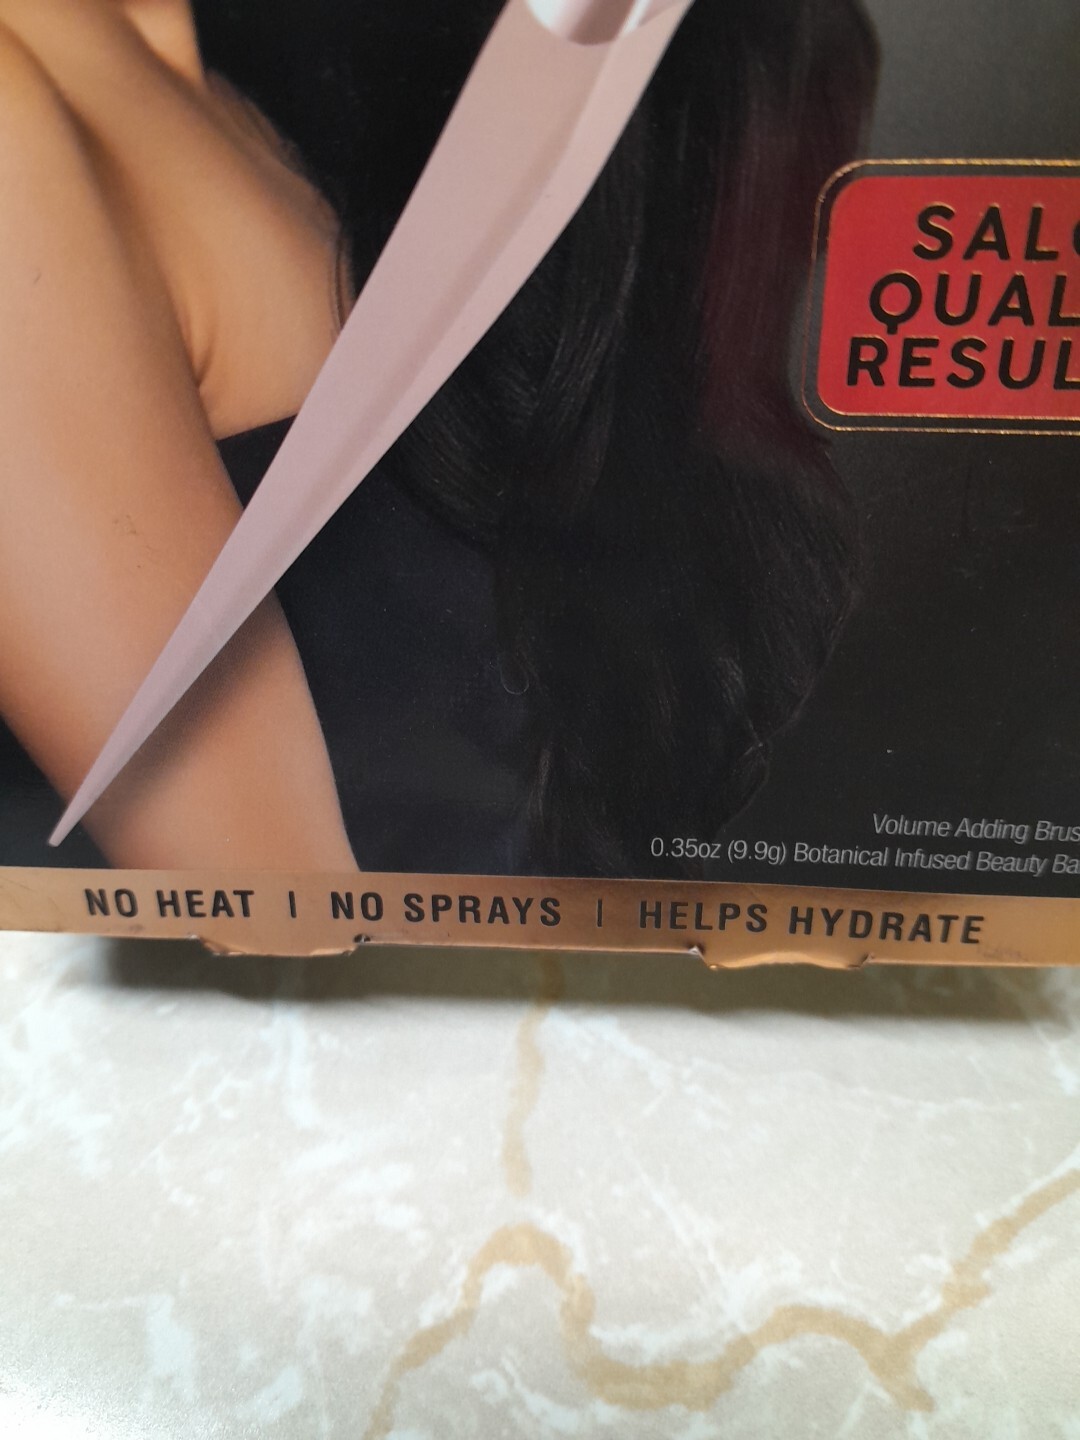 SALO
QUAL
RESUL
Volume Adding Brus
0.35oz (9.9g) Botanical Infused Beauty Ba
NO HEAT | NO SPRAYS | HELPS HYDRATE